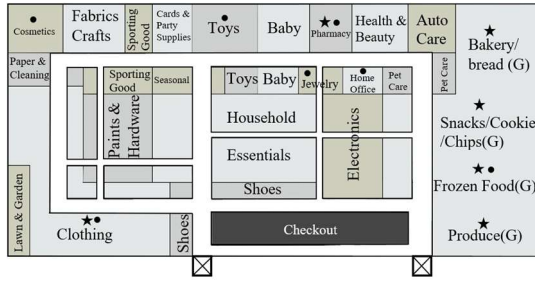 Cosmetics
Fabrics
Crafts
Sporting
Good
Cards &
Party
Supplies
Toys
Baby
Pharmacy
Health &
Beauty
Auto
Care
Bakery/
bread (G)
Paper &
Cleaning
Sporting
Good
Seasonal
Toys
Baby
Jewelry
Home
Office
Pet
Care
Pet Care
Paints &
Hardware
Household
Electronics
Snacks/Cookie
/Chips(G)
Essentials
Shoes
Frozen Food(G)
Lawn & Garden
Clothing
Shoes
Checkout
Produce(G)